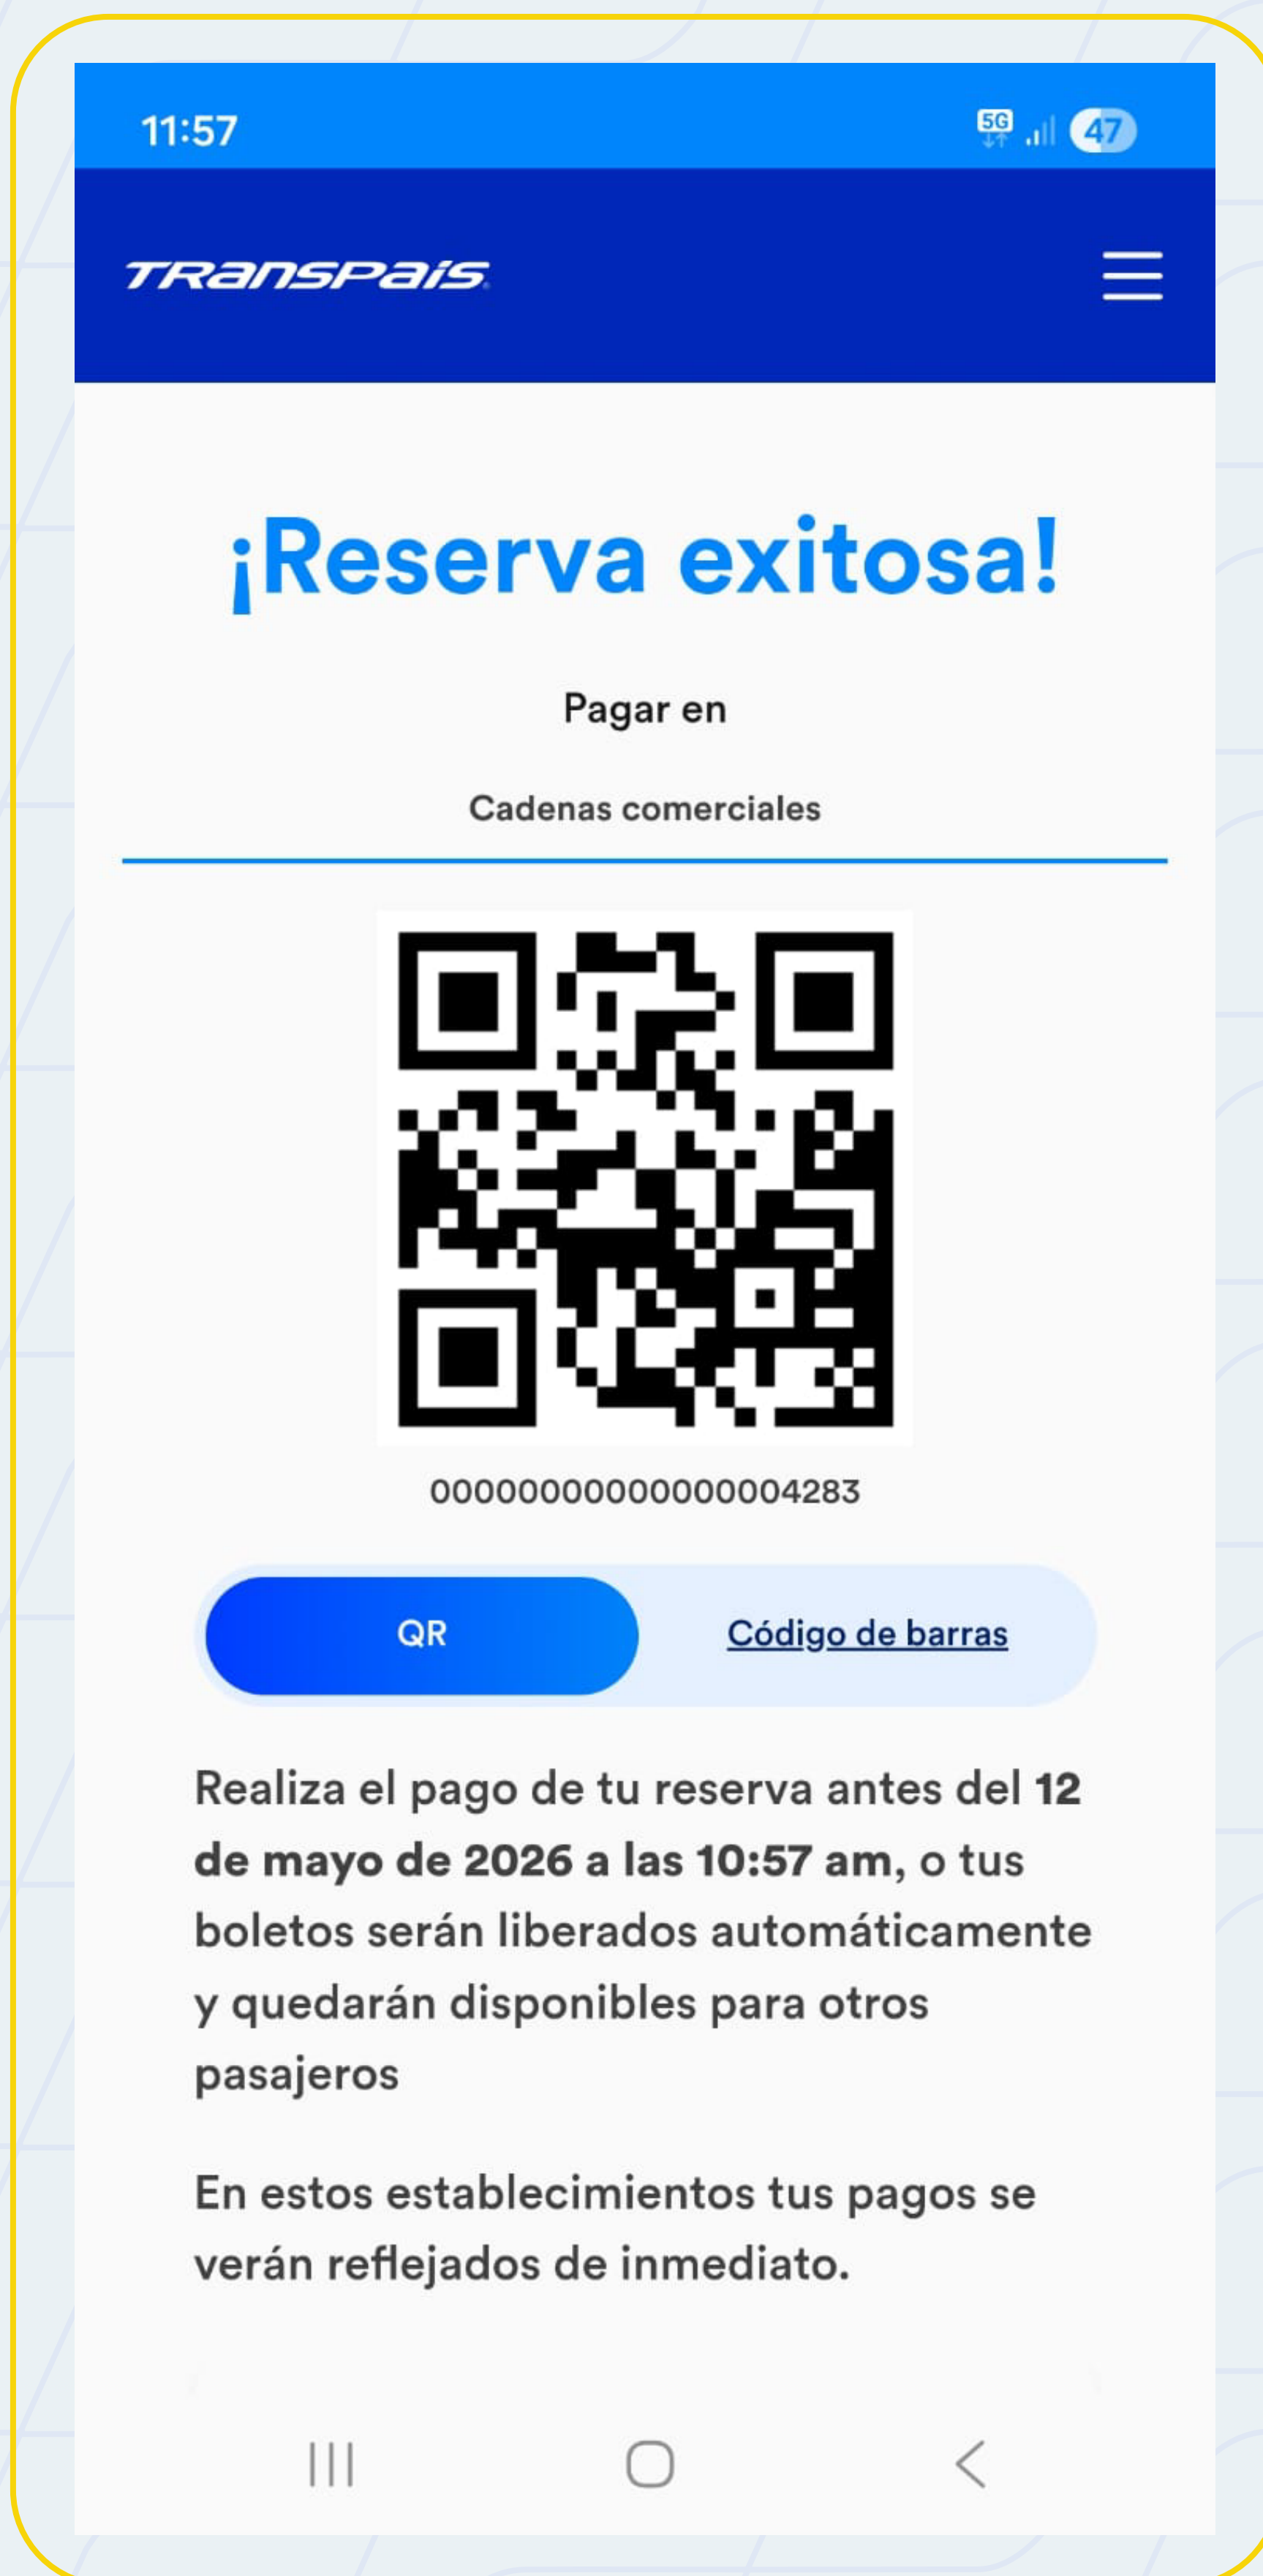 11:57
5G
47
TRANSPAIS
¡Reserva exitosa!
Pagar en
Cadenas comerciales
00000000000000004283
QR
Código de barras
Realiza el pago de tu reserva antes del 12
de mayo de 2026 a las 10:57 am, o tus
boletos serán liberados automáticamente
y quedarán disponibles para otros
pasajeros
En estos establecimientos tus pagos se
verán reflejados de inmediato.